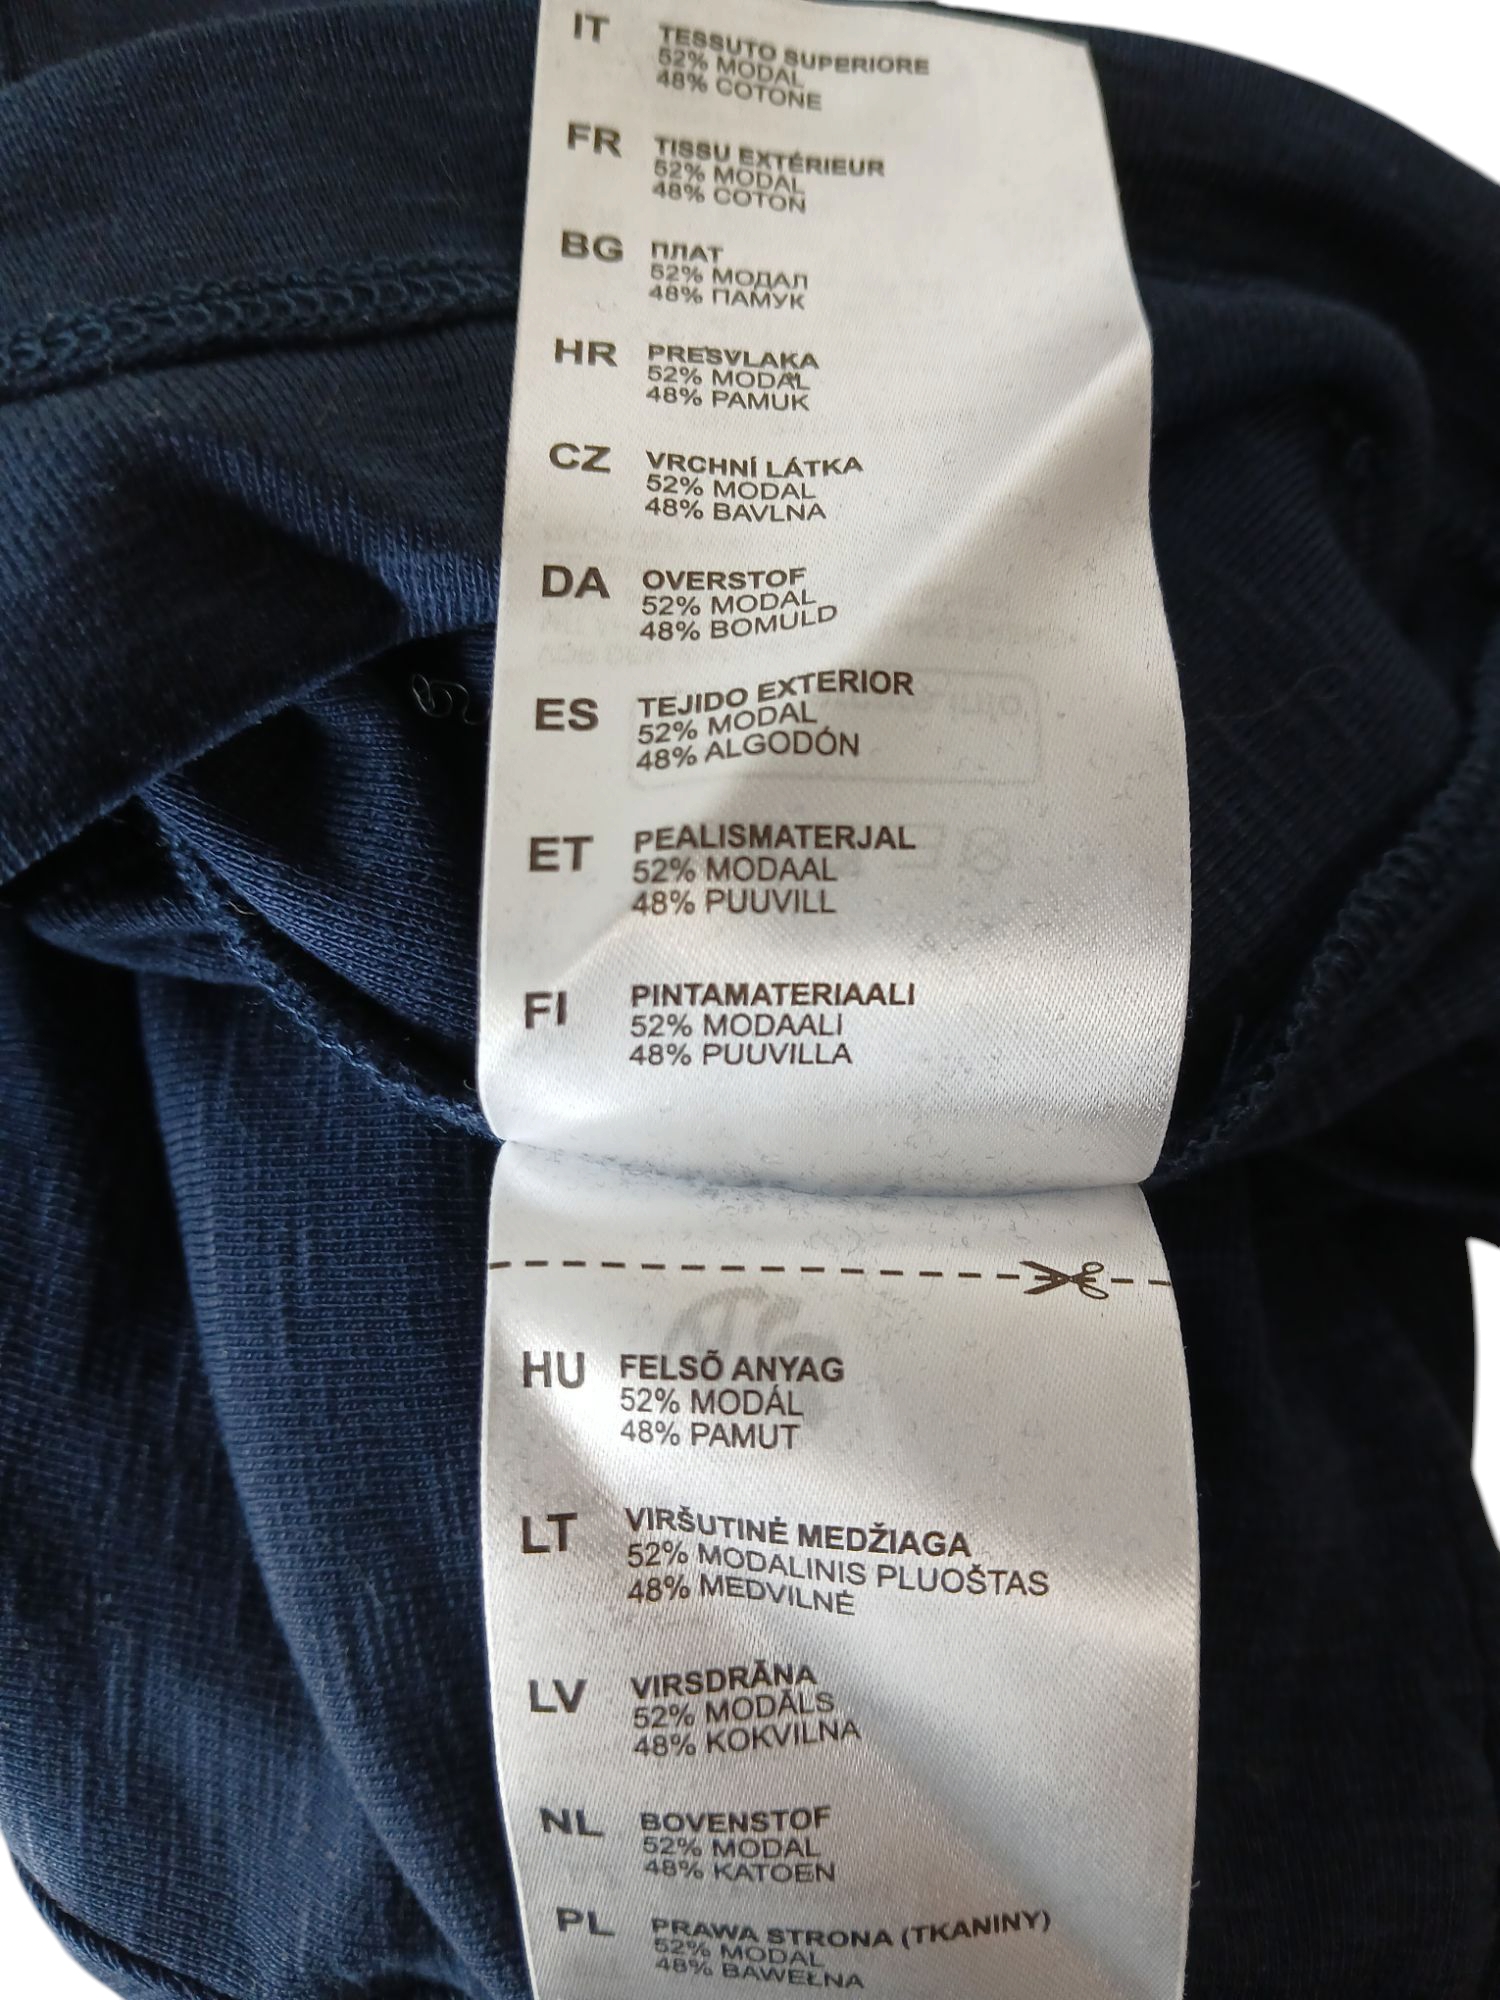 IT TESSUTO SUPERIORE
52% MODAL
48% COTONE
FR TISSU EXTÉRIEUR
52% MODAL
48% COTON
BG ПЛАТ
52% МОДАЛ
48% ПАМУК
HR PRESVLAKA
52% MODAL
48% PAMUK
CZ VRCHNÍ LÁTKA
52% MODAL
48% BAVLNA
DA OVERSTOF
52% MODAL
48% BOMULD
ES TEJIDO EXTERIOR
52% MODAL
48% ALGODÓN
ET PEALISMATERJAL
52% MODAAL
48% PUUVILL
FI PINTAMATERIAALI
52% MODAALI
48% PUUVILLA
HU FELSÕ ANYAG
52% MODÁL
48% PAMUT
LT VIRŠUTINĖ MEDŽIAGA
52% MODALINIS PLUOŠTAS
48% MEDVILNĖ
LV VIRSDRĀNA
52% MODĀLS
48% KOKVILNA
NL BOVENSTOF
52% MODAL
48% KATOEN
PL PRAWA STRONA (TKANINY)
52% MODAL
48% BAWEŁNA